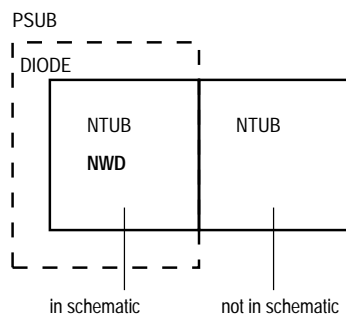 PSUB
DIODE
NTUB NTUB
NWD
in schematic not in schematic